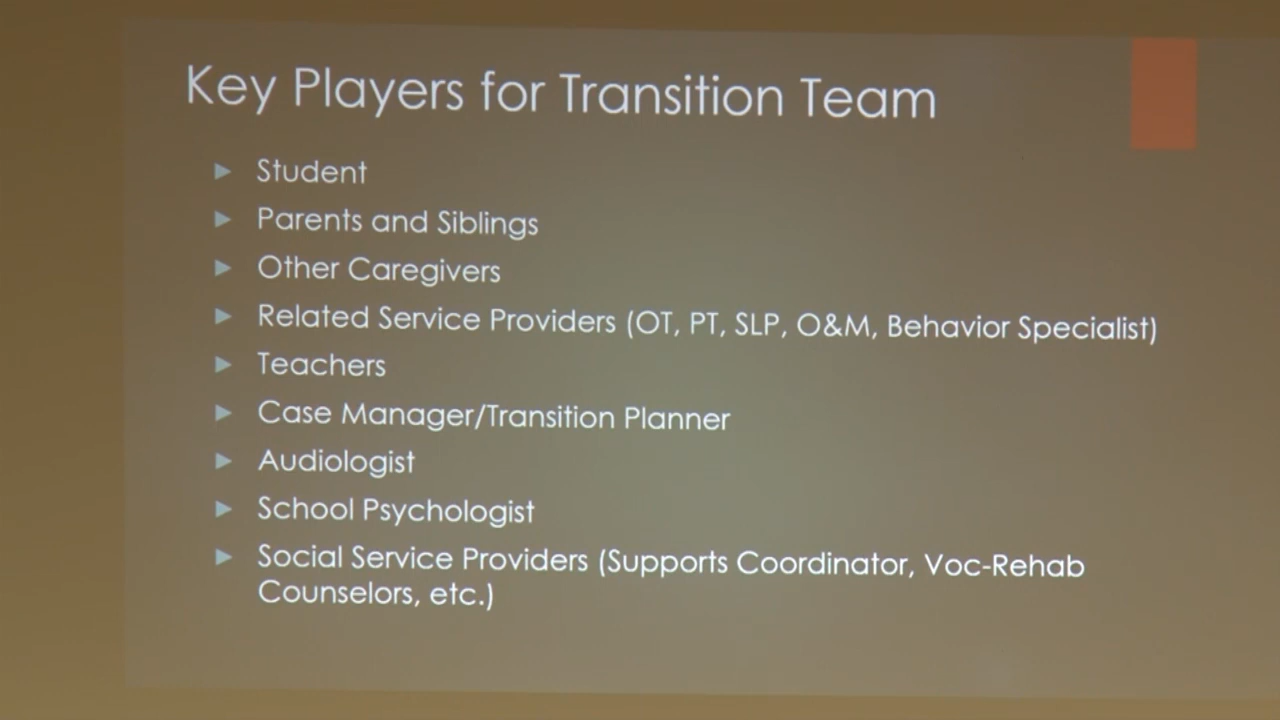 Key Players for Transition Team
Student
Parents and Siblings
Other Caregivers
Related Service Providers (OT, PT, SLP, O&M, Behavior Specialist)
Teachers
Case Manager/Transition Planner
Audiologist
School Psychologist
Social Service Providers (Supports Coordinator, Voc-Rehab
Counselors, etc.)